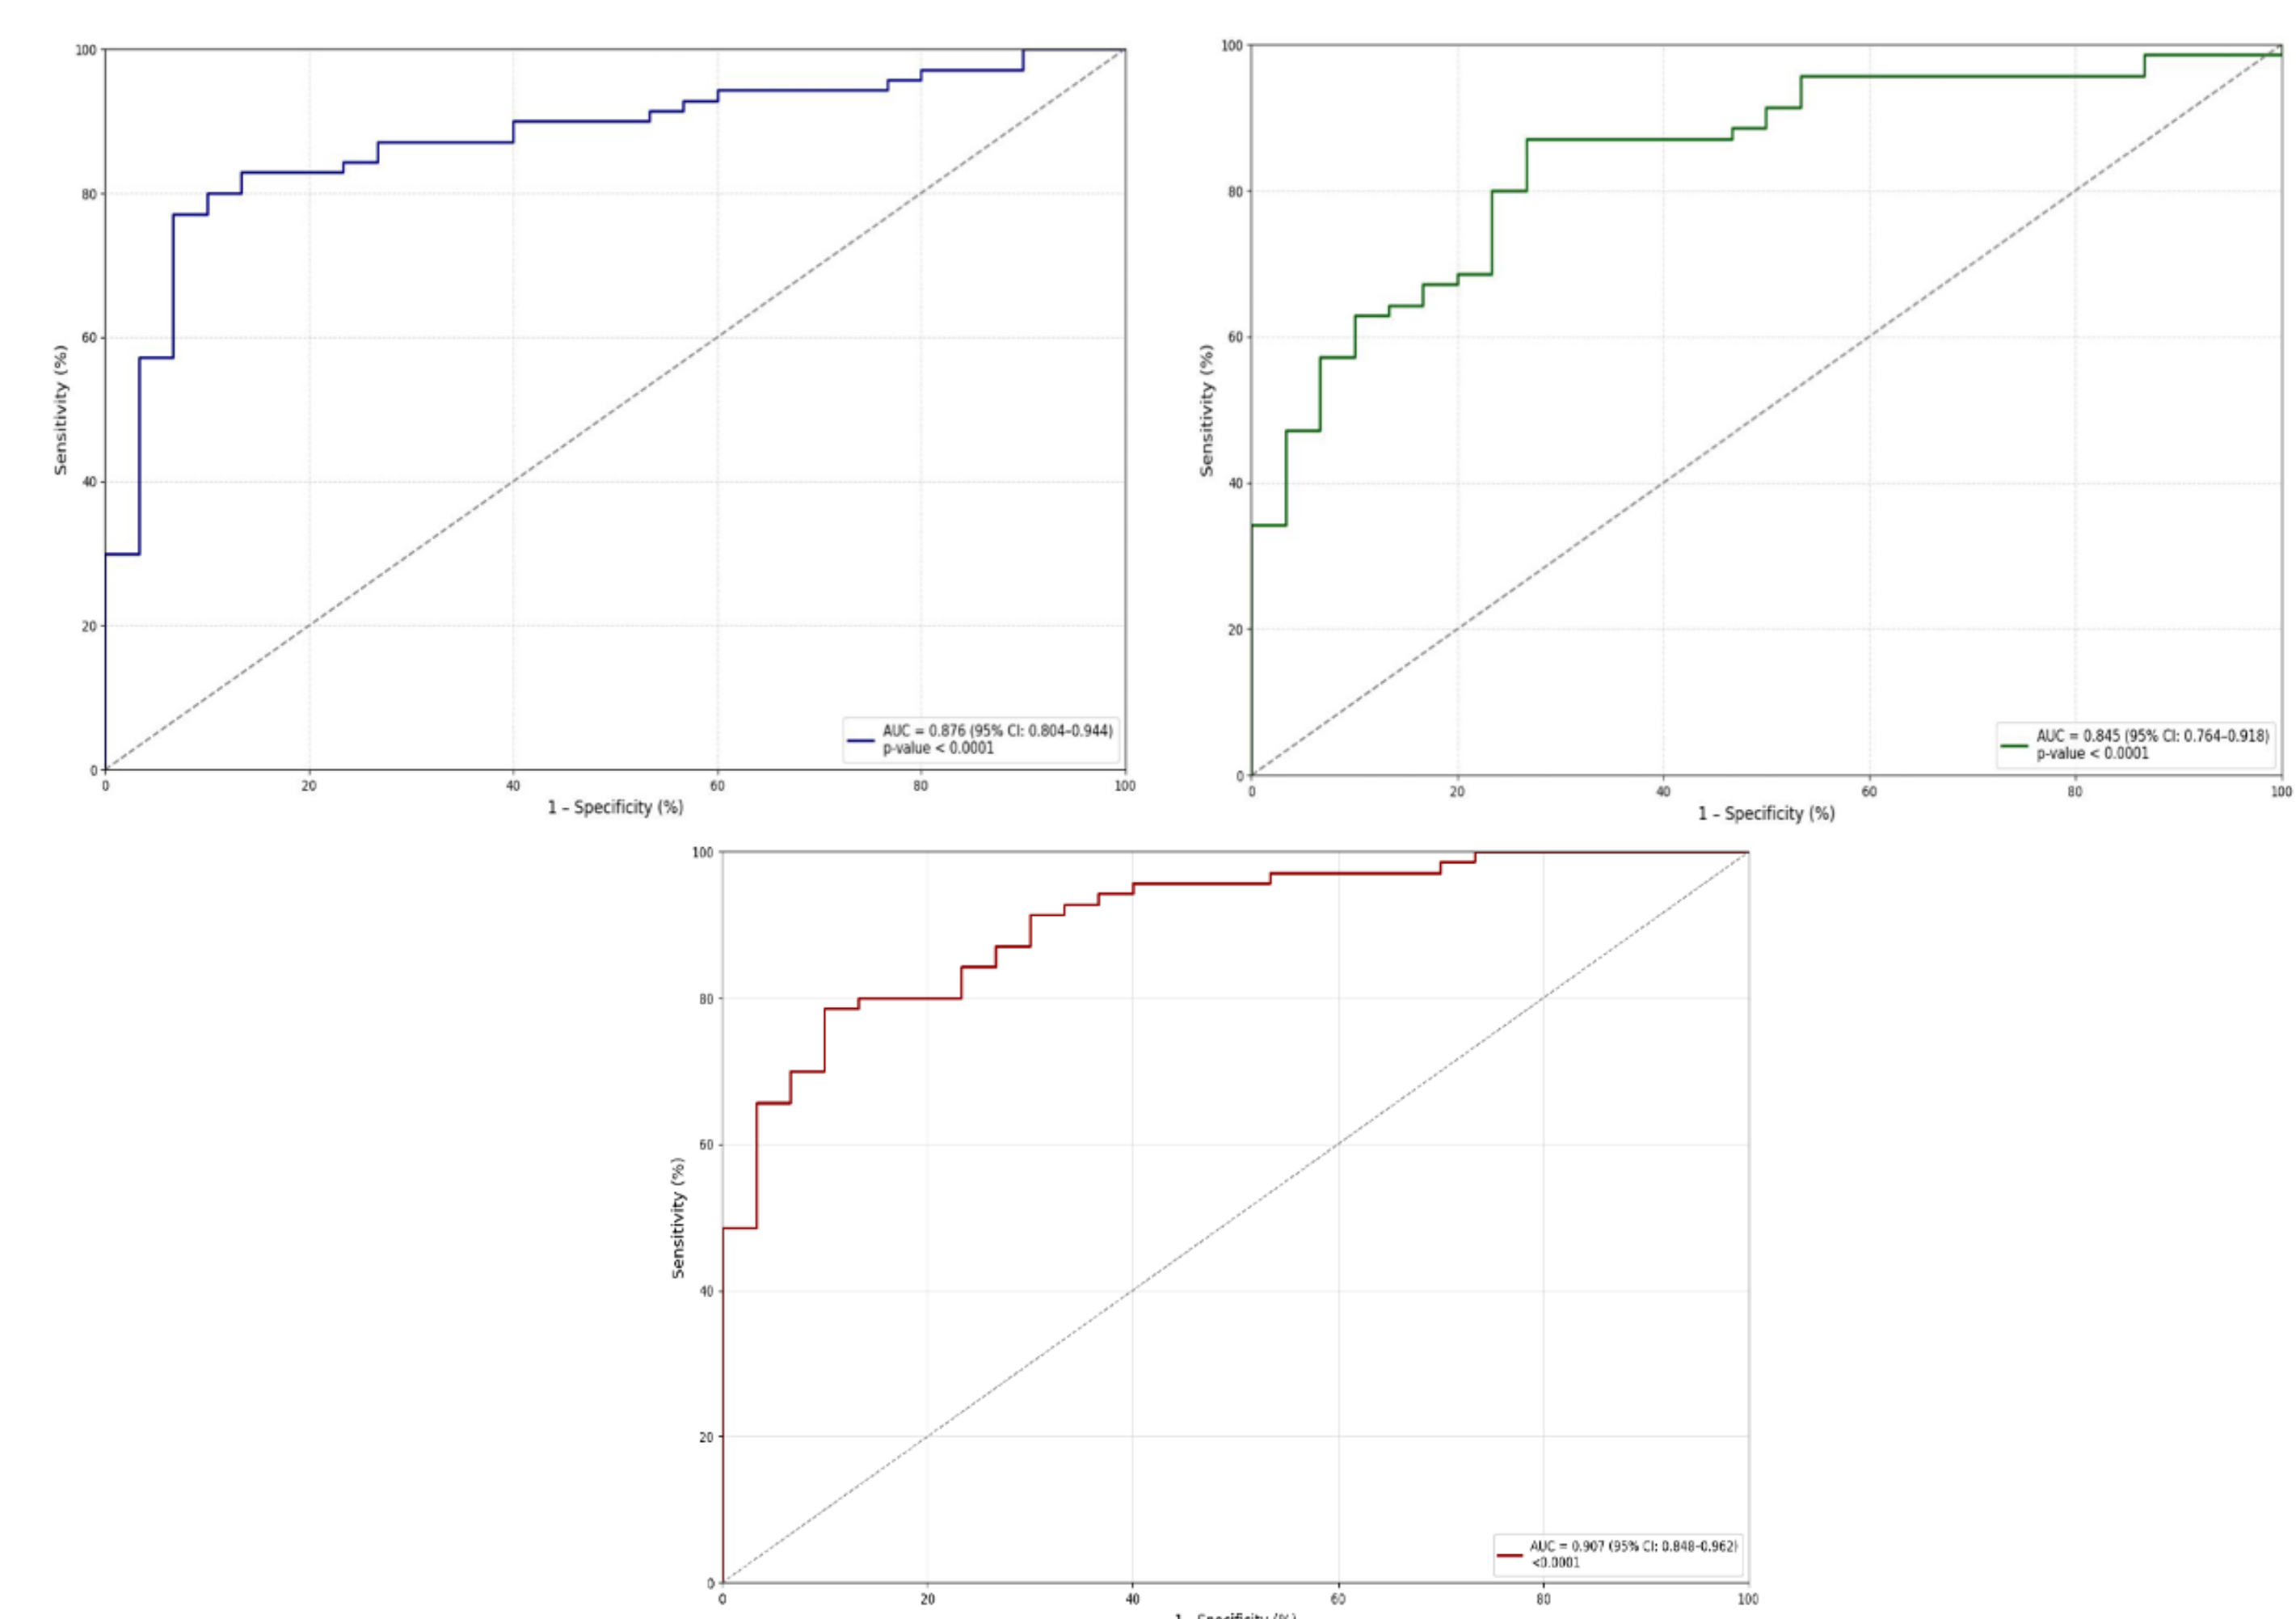 100
80
60
40
20
0
Sensitivity (%)
0 20 40 60 80 100
1 – Specificity (%)
AUC = 0.876 (95% CI: 0.804–0.944)
p-value < 0.0001
100
80
60
40
20
0
Sensitivity (%)
0 20 40 60 80 100
1 – Specificity (%)
AUC = 0.845 (95% CI: 0.764–0.918)
p-value < 0.0001
100
80
60
40
20
0
Sensitivity (%)
0 20 40 60 80 100
1 – Specificity (%)
AUC = 0.907 (95% CI: 0.848–0.962)
<0.0001